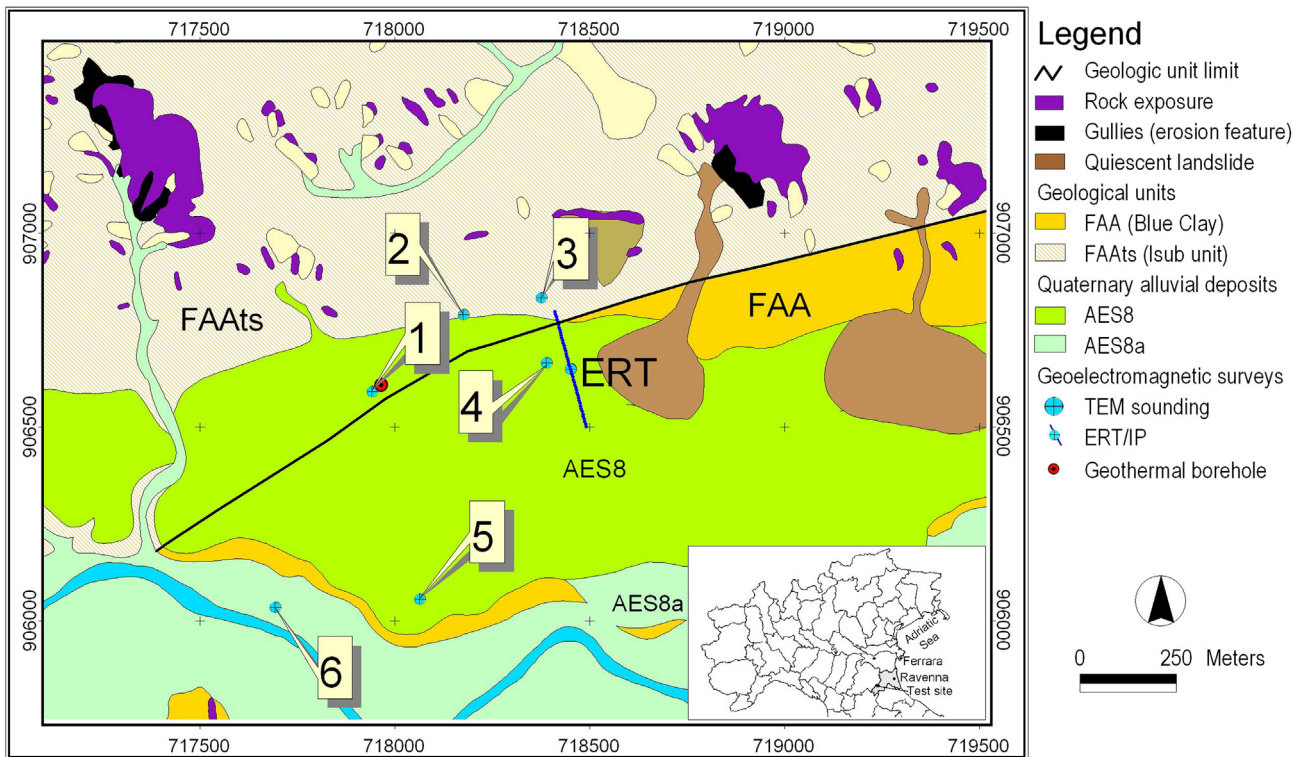 717500 718000 718500 719000 719500
Legend
Geologic unit limit
Rock exposure
Gullies (erosion feature)
Quiescent landslide
Geological units
FAA (Blue Clay)
FAAts (Isub unit)
Quaternary alluvial deposits
AES8
AES8a
Geoelectromagnetic surveys
TEM sounding
ERT/IP
Geothermal borehole
0 250 Meters
907000
906500
906000
907000
906500
906000
2
3
1
4
5
6
FAAts
FAA
ERT
AES8
AES8a
Adriatic
Sea
Ferrara
Ravenna
Test site
717500 718000 718500 719000 719500